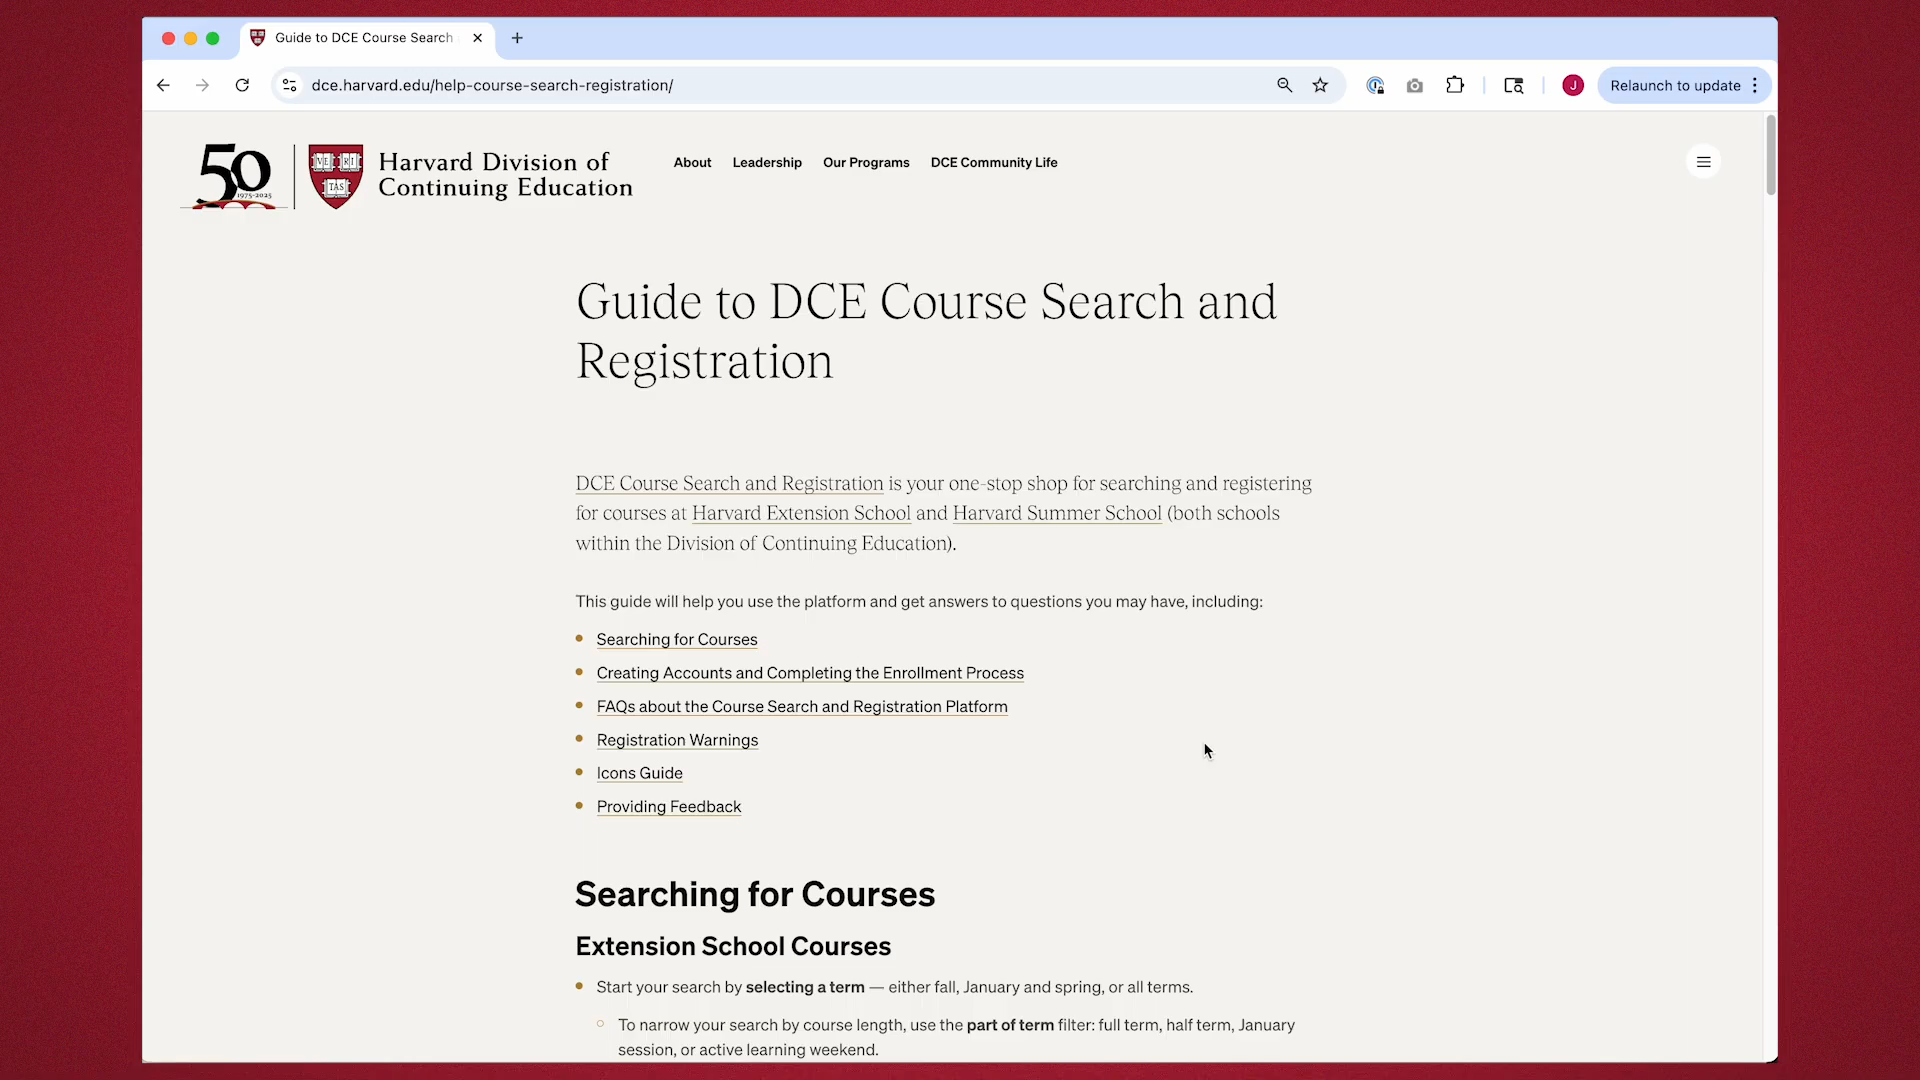 Guide to DCE Course Search
dce.harvard.edu/help-course-search-registration/
J
Relaunch to update
50
1975-2025
VE RI
TAS
Harvard Division of
Continuing Education
About
Leadership
Our Programs
DCE Community Life
Guide to DCE Course Search and
Registration
DCE Course Search and Registration is your one-stop shop for searching and registering
for courses at Harvard Extension School and Harvard Summer School (both schools
within the Division of Continuing Education).
This guide will help you use the platform and get answers to questions you may have, including:
Searching for Courses
Creating Accounts and Completing the Enrollment Process
FAQs about the Course Search and Registration Platform
Registration Warnings
Icons Guide
Providing Feedback
Searching for Courses
Extension School Courses
Start your search by selecting a term — either fall, January and spring, or all terms.
To narrow your search by course length, use the part of term filter: full term, half term, January
session, or active learning weekend.